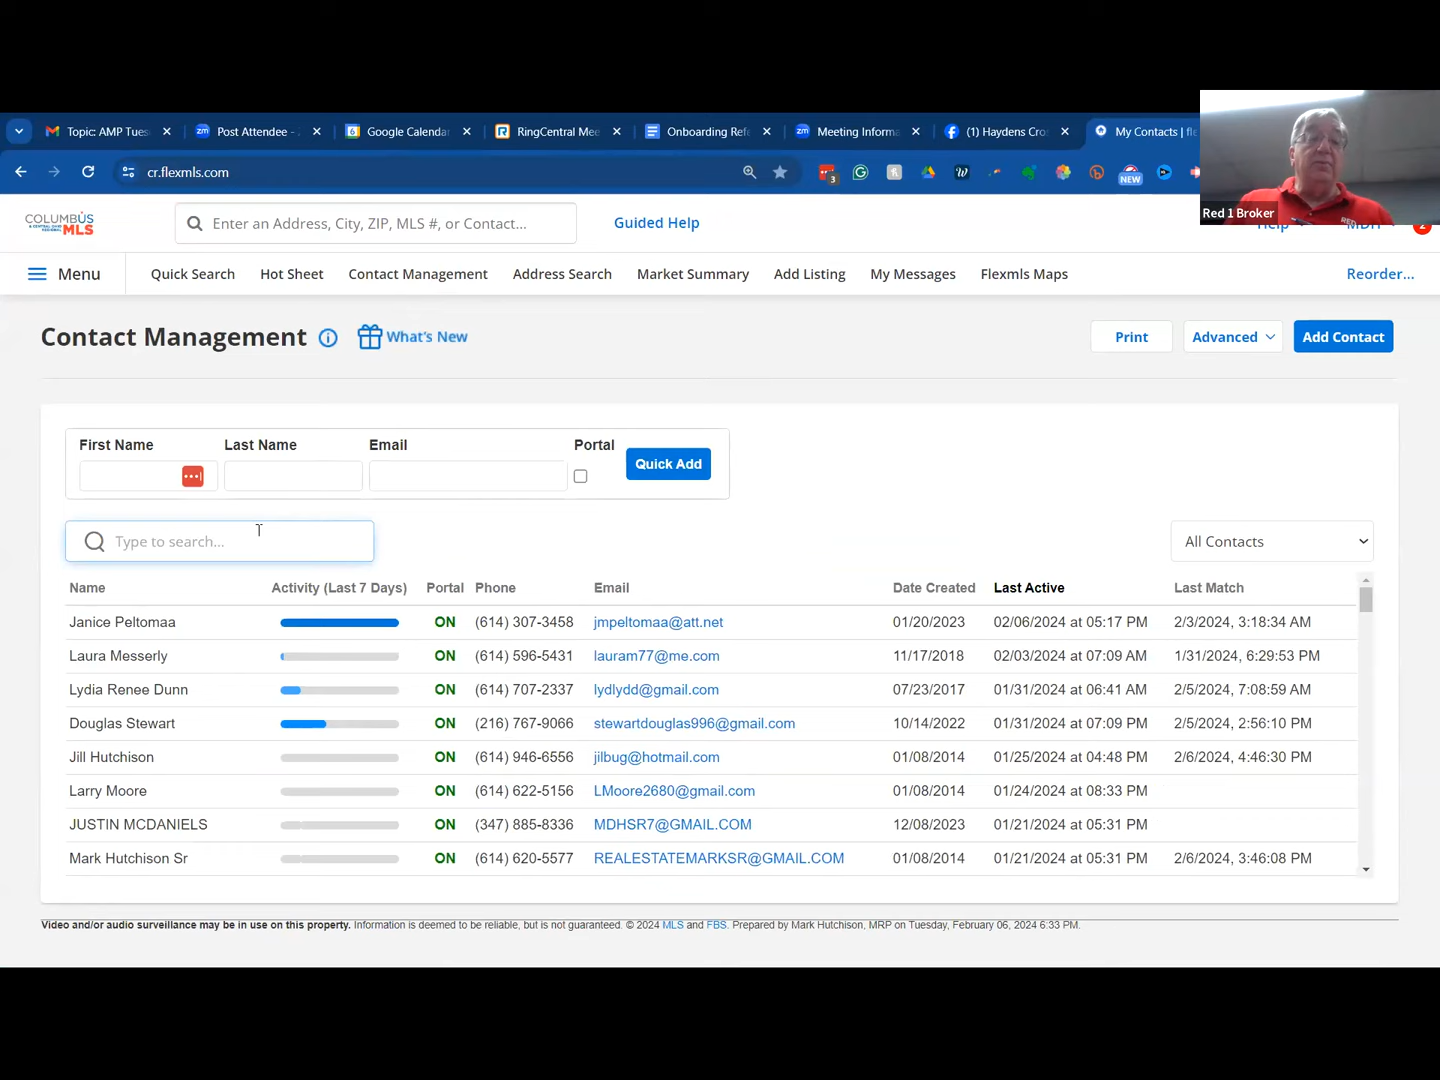 Topic: AMP Tues
Post Attendee -
Google Calendar
RingCentral Mee
Onboarding Refe
Meeting Informa
(1) Haydens Cros
My Contacts | fle
cr.flexmls.com
3
NEW
Red 1 Broker
RED
COLUMBUS
& CENTRAL OHIO
REGIONAL MLS
Enter an Address, City, ZIP, MLS #, or Contact...
Guided Help
Help
MDH
2
Menu
Quick Search
Hot Sheet
Contact Management
Address Search
Market Summary
Add Listing
My Messages
Flexmls Maps
Reorder...
Contact Management
What's New
Print
Advanced
Add Contact
First Name Last Name Email Portal
Quick Add
Type to search...
All Contacts
Name Activity (Last 7 Days) Portal Phone Email Date Created Last Active Last Match
Janice Peltomaa ON (614) 307-3458 jmpeltomaa@att.net 01/20/2023 02/06/2024 at 05:17 PM 2/3/2024, 3:18:34 AM
Laura Messerly ON (614) 596-5431 lauram77@me.com 11/17/2018 02/03/2024 at 07:09 AM 1/31/2024, 6:29:53 PM
Lydia Renee Dunn ON (614) 707-2337 lydlydd@gmail.com 07/23/2017 01/31/2024 at 06:41 AM 2/5/2024, 7:08:59 AM
Douglas Stewart ON (216) 767-9066 stewartdouglas996@gmail.com 10/14/2022 01/31/2024 at 07:09 PM 2/5/2024, 2:56:10 PM
Jill Hutchison ON (614) 946-6556 jilbug@hotmail.com 01/08/2014 01/25/2024 at 04:48 PM 2/6/2024, 4:46:30 PM
Larry Moore ON (614) 622-5156 LMoore2680@gmail.com 01/08/2014 01/24/2024 at 08:33 PM
JUSTIN MCDANIELS ON (347) 885-8336 MDHSR7@GMAIL.COM 12/08/2023 01/21/2024 at 05:31 PM
Mark Hutchison Sr ON (614) 620-5577 REALESTATEMARKSR@GMAIL.COM 01/08/2014 01/21/2024 at 05:31 PM 2/6/2024, 3:46:08 PM
Video and/or audio surveillance may be in use on this property. Information is deemed to be reliable, but is not guaranteed. © 2024 MLS and FBS. Prepared by Mark Hutchison, MRP on Tuesday, February 06, 2024 6:33 PM.